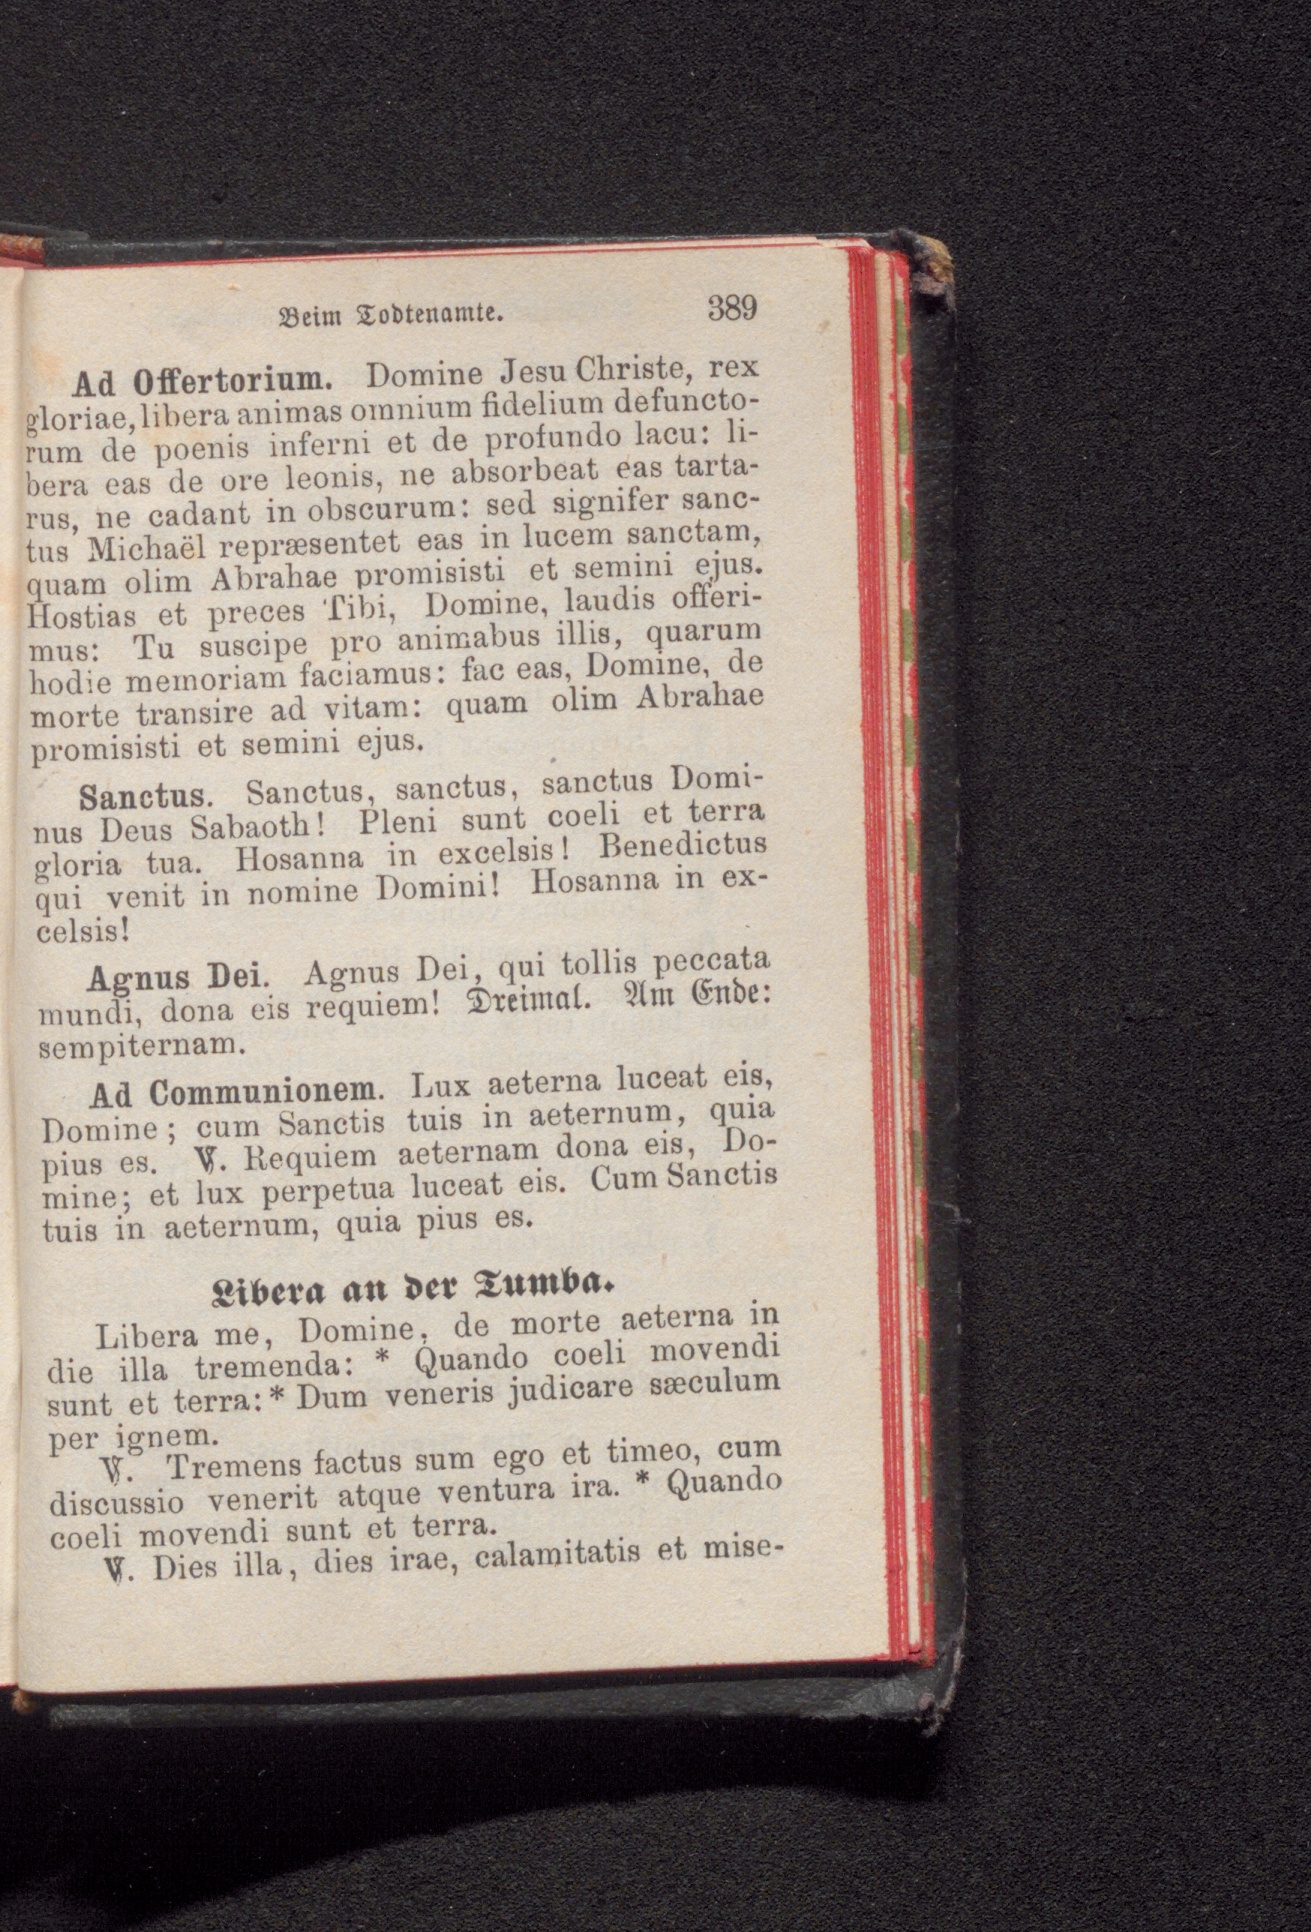 Beim Todtenamte. 389
Ad Offertorium. Domine Jesu Christe, rex
gloriae, libera animas omnium fidelium defuncto-
rum de poenis inferni et de profundo lacu: li-
bera eas de ore leonis, ne absorbeat eas tarta-
rus, ne cadant in obscurum: sed signifer sanc-
tus Michaël repræsentet eas in lucem sanctam,
quam olim Abrahae promisisti et semini ejus.
Hostias et preces Tibi, Domine, laudis offeri-
mus: Tu suscipe pro animabus illis, quarum
hodie memoriam faciamus: fac eas, Domine, de
morte transire ad vitam: quam olim Abrahae
promisisti et semini ejus.
Sanctus. Sanctus, sanctus, sanctus Domi-
nus Deus Sabaoth! Pleni sunt coeli et terra
gloria tua. Hosanna in excelsis! Benedictus
qui venit in nomine Domini! Hosanna in ex-
celsis!
Agnus Dei. Agnus Dei, qui tollis peccata
mundi, dona eis requiem! Dreimal. Am Ende:
sempiternam.
Ad Communionem. Lux aeterna luceat eis,
Domine; cum Sanctis tuis in aeternum, quia
pius es. ℣. Requiem aeternam dona eis, Do-
mine; et lux perpetua luceat eis. Cum Sanctis
tuis in aeternum, quia pius es.
Libera an der Tumba.
Libera me, Domine, de morte aeterna in
die illa tremenda: * Quando coeli movendi
sunt et terra: * Dum veneris judicare sæculum
per ignem.
℣. Tremens factus sum ego et timeo, cum
discussio venerit atque ventura ira. * Quando
coeli movendi sunt et terra.
℣. Dies illa, dies irae, calamitatis et mise-